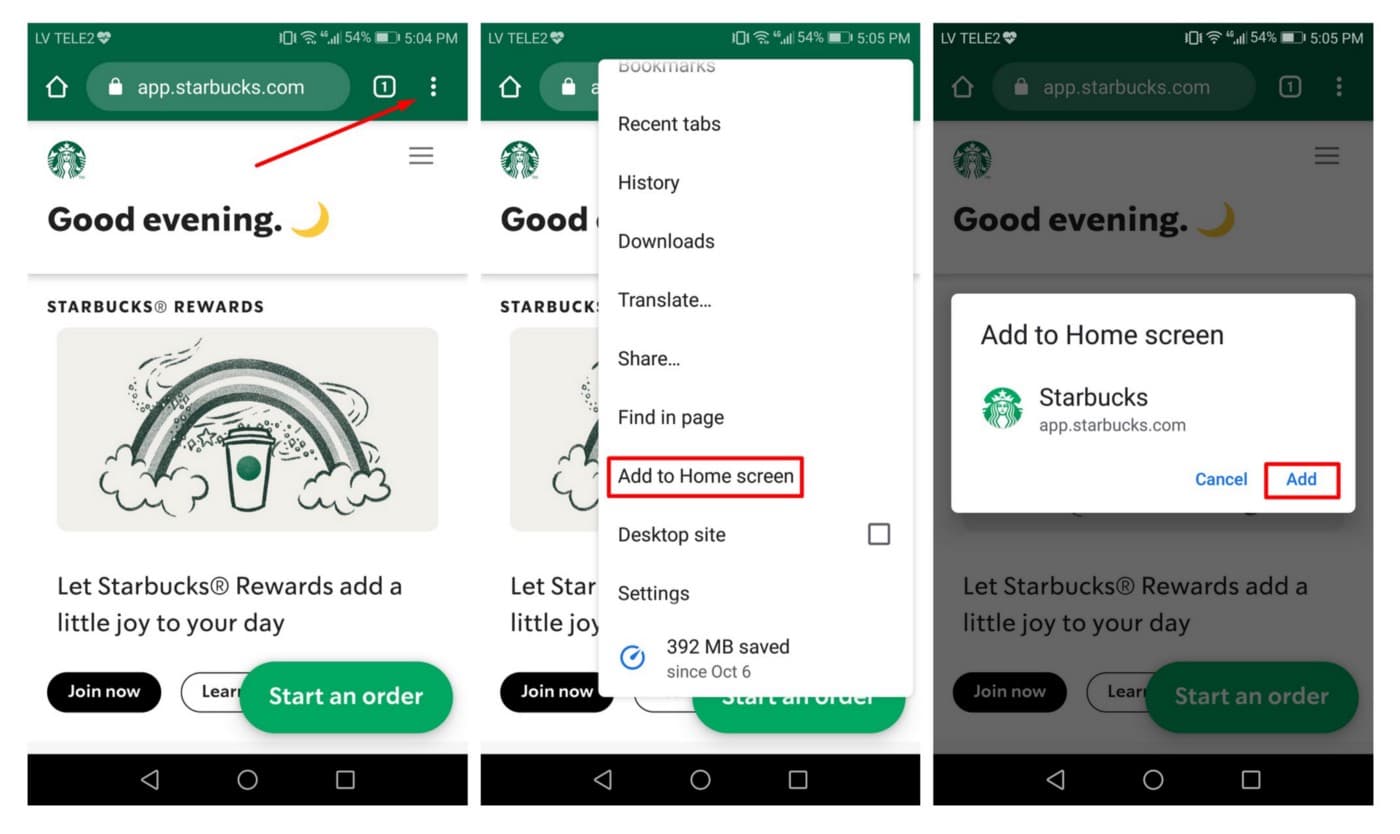 LV TELE2 54% 5:04 PM
app.starbucks.com 1
Good evening.
STARBUCKS® REWARDS
Let Starbucks® Rewards add a
little joy to your day
Join now Lear Start an order
LV TELE2 54% 5:05 PM
a
Bookmarks
Recent tabs
Good
History
Downloads
Translate...
STARBUCKS
Share...
Find in page
Add to Home screen
Desktop site
Let Star
Settings
little joy
392 MB saved
since Oct 6
Join now Start an order
LV TELE2 54% 5:05 PM
app.starbucks.com 1
Good evening.
Add to Home screen
Starbucks
app.starbucks.com
Cancel Add
Let Starbucks® Rewards add a
little joy to your day
Join now Lear Start an order